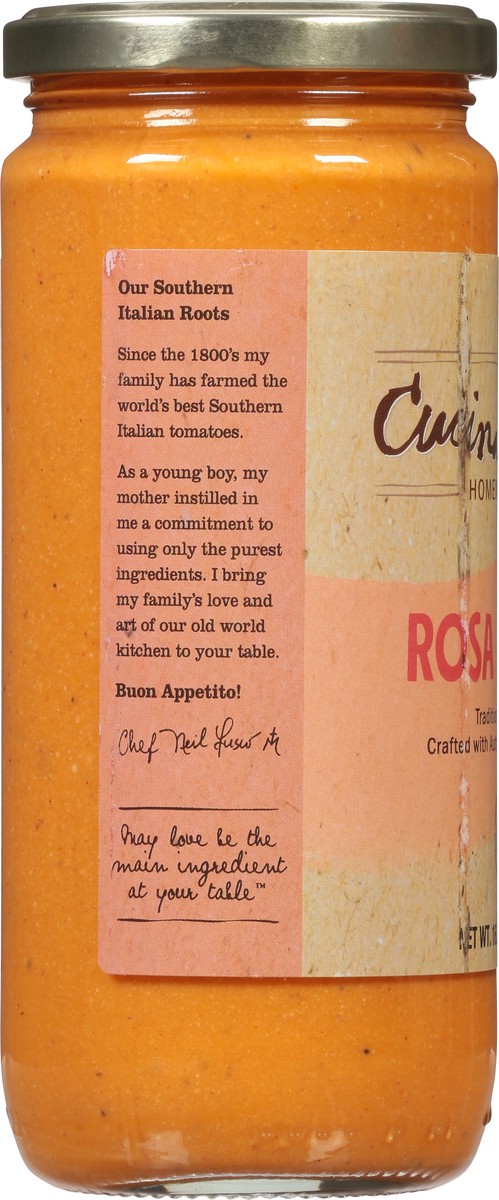 Our Southern
Italian Roots
Since the 1800's my
family has farmed the
world's best Southern
Italian tomatoes.
As a young boy, my
mother instilled in
me a commitment to
using only the purest
ingredients. I bring
my family's love and
art of our old world
kitchen to your table.
Buon Appetito!
Chef Neil Fusco
May love be the
main ingredient
at your table™
ROSA
Crafted with
NET WT.